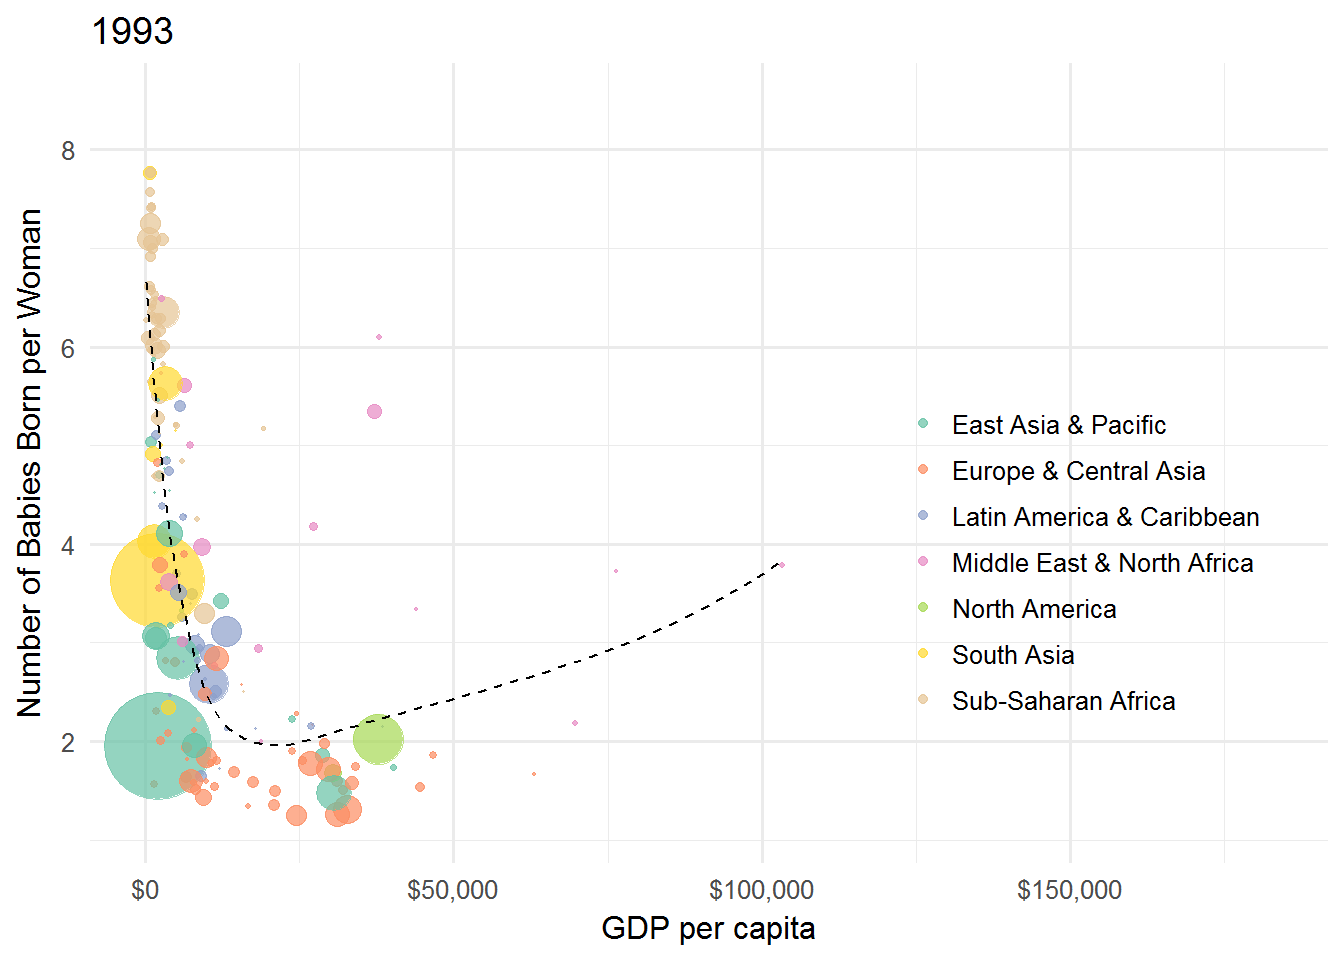 1993
8
6
4
2
Number of Babies Born per Woman
East Asia & Pacific
Europe & Central Asia
Latin America & Caribbean
Middle East & North Africa
North America
South Asia
Sub-Saharan Africa
$0
$50,000
$100,000
$150,000
GDP per capita